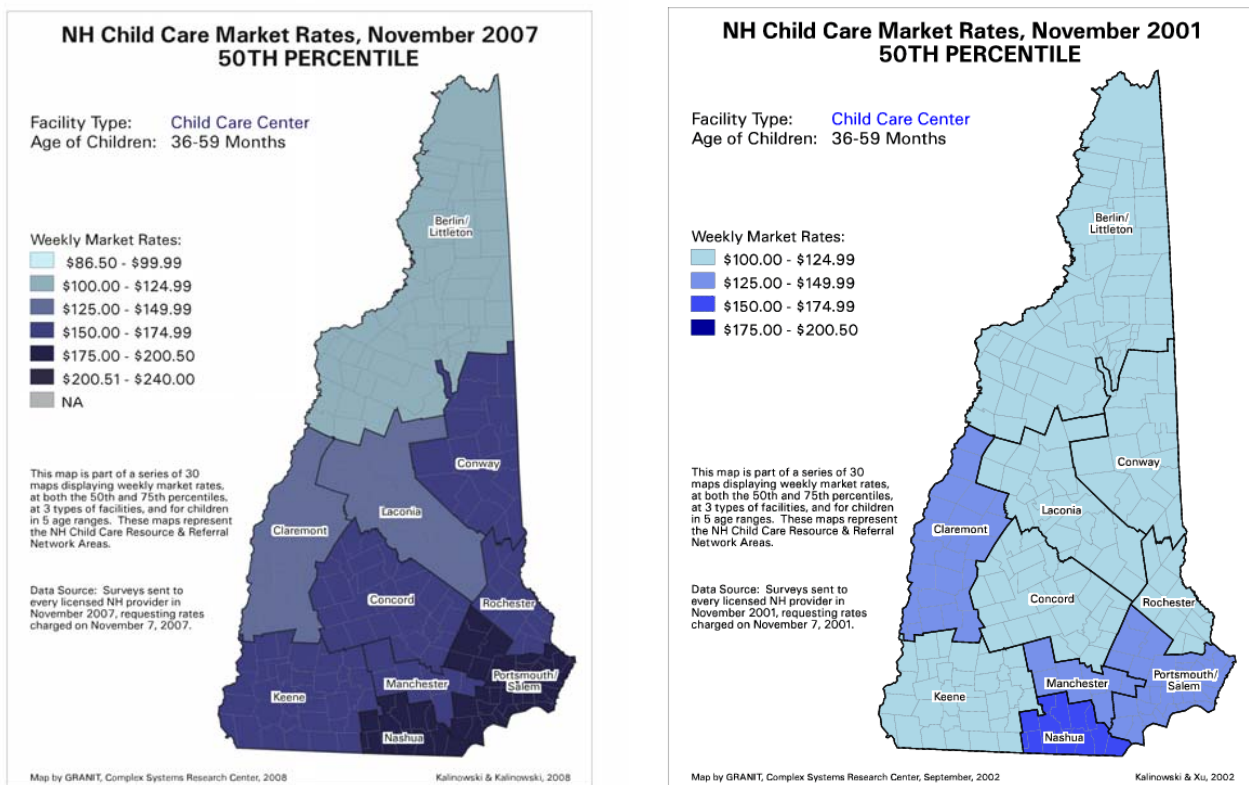 NH Child Care Market Rates, November 2007
50TH PERCENTILE
Facility Type: Child Care Center
Age of Children: 36-59 Months
Weekly Market Rates:
$86.50 - $99.99
$100.00 - $124.99
$125.00 - $149.99
$150.00 - $174.99
$175.00 - $200.50
$200.51 - $240.00
NA
This map is part of a series of 30
maps displaying weekly market rates,
at both the 50th and 75th percentiles,
at 3 types of facilities, and for children
in 5 age ranges. These maps represent
the NH Child Care Resource & Referral
Network Areas.
Data Source: Surveys sent to
every licensed NH provider in
November 2007, requesting rates
charged on November 7, 2007.
Berlin/
Littleton
Conway
Laconia
Claremont
Concord
Rochester
Keene
Manchester
Portsmouth/
Salem
Nashua
Map by GRANIT, Complex Systems Research Center, 2008
Kalinowski & Kalinowski, 2008
NH Child Care Market Rates, November 2001
50TH PERCENTILE
Facility Type: Child Care Center
Age of Children: 36-59 Months
Weekly Market Rates:
$100.00 - $124.99
$125.00 - $149.99
$150.00 - $174.99
$175.00 - $200.50
This map is part of a series of 30
maps displaying weekly market rates,
at both the 50th and 75th percentiles,
at 3 types of facilities, and for children
in 5 age ranges. These maps represent
the NH Child Care Resource & Referral
Network Areas.
Data Source: Surveys sent to
every licensed NH provider in
November 2001, requesting rates
charged on November 7, 2001.
Berlin/
Littleton
Conway
Laconia
Claremont
Concord
Rochester
Keene
Manchester
Portsmouth/
Salem
Nashua
Map by GRANIT, Complex Systems Research Center, September, 2002
Kalinowski & Xu, 2002